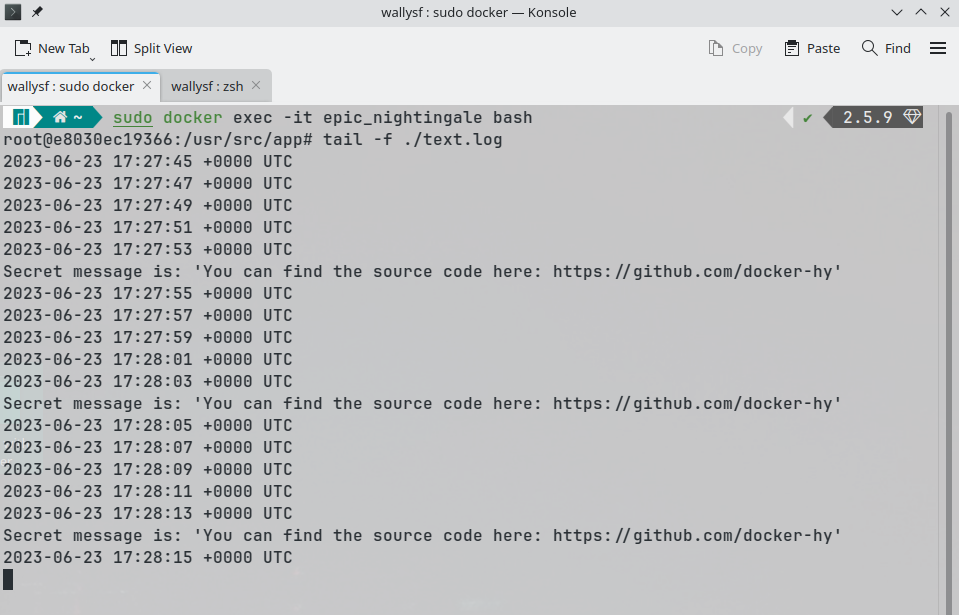 wallysf : sudo docker — Konsole
New Tab Split View Copy Paste Find
wallysf : sudo docker wallysf : zsh
~ sudo docker exec -it epic_nightingale bash ✔ 2.5.9
root@e8030ec19366:/usr/src/app# tail -f ./text.log
2023-06-23 17:27:45 +0000 UTC
2023-06-23 17:27:47 +0000 UTC
2023-06-23 17:27:49 +0000 UTC
2023-06-23 17:27:51 +0000 UTC
2023-06-23 17:27:53 +0000 UTC
Secret message is: 'You can find the source code here: https://github.com/docker-hy'
2023-06-23 17:27:55 +0000 UTC
2023-06-23 17:27:57 +0000 UTC
2023-06-23 17:27:59 +0000 UTC
2023-06-23 17:28:01 +0000 UTC
2023-06-23 17:28:03 +0000 UTC
Secret message is: 'You can find the source code here: https://github.com/docker-hy'
2023-06-23 17:28:05 +0000 UTC
2023-06-23 17:28:07 +0000 UTC
2023-06-23 17:28:09 +0000 UTC
2023-06-23 17:28:11 +0000 UTC
2023-06-23 17:28:13 +0000 UTC
Secret message is: 'You can find the source code here: https://github.com/docker-hy'
2023-06-23 17:28:15 +0000 UTC